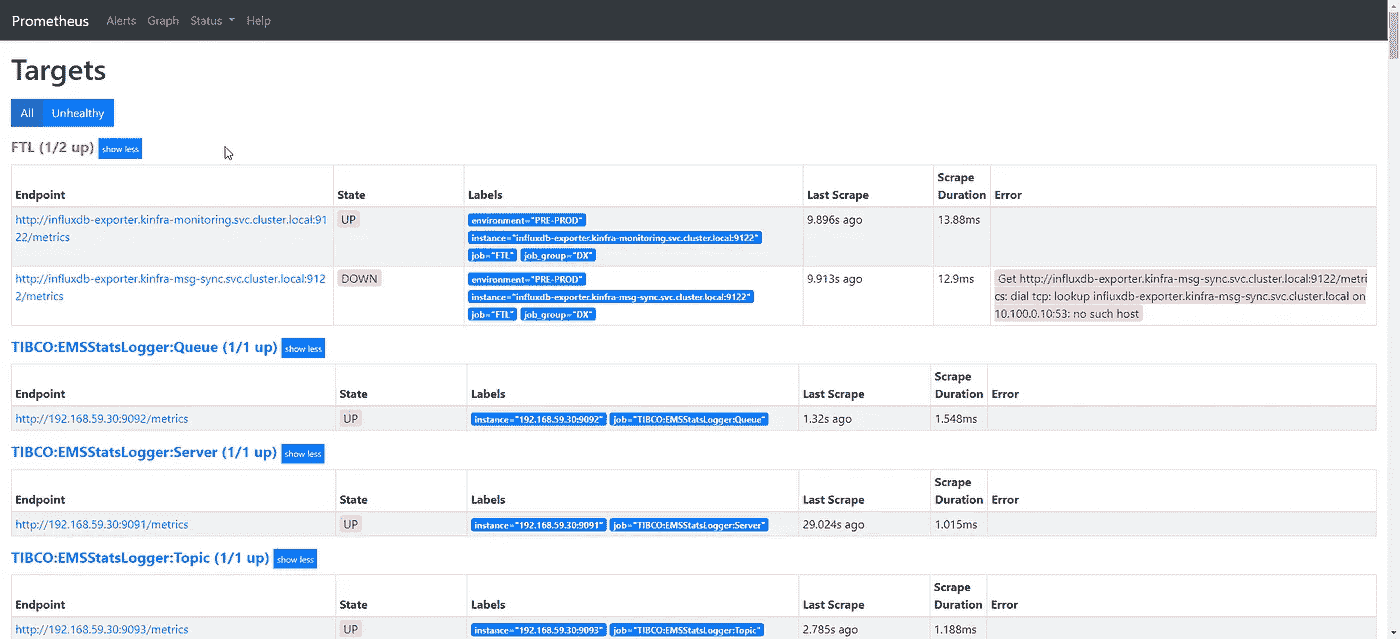 Prometheus Alerts Graph Status Help
Targets
All Unhealthy
FTL (1/2 up) show less
Scrape
Endpoint State Labels Last Scrape Duration Error
http://influxdb-exporter.kinfra-monitoring.svc.cluster.local:91 UP environment="PRE-PROD" 9.896s ago 13.88ms
22/metrics instance="influxdb-exporter.kinfra-monitoring.svc.cluster.local:9122"
job="FTL" job_group="DX"
http://influxdb-exporter.kinfra-msg-sync.svc.cluster.local:912 DOWN environment="PRE-PROD" 9.913s ago 12.9ms Get http://influxdb-exporter.kinfra-msg-sync.svc.cluster.local:9122/metri
2/metrics instance="influxdb-exporter.kinfra-msg-sync.svc.cluster.local:9122" cs: dial tcp: lookup influxdb-exporter.kinfra-msg-sync.svc.cluster.local on
job="FTL" job_group="DX" 10.100.0.10:53: no such host
TIBCO:EMSStatsLogger:Queue (1/1 up) show less
Scrape
Endpoint State Labels Last Scrape Duration Error
http://192.168.59.30:9092/metrics UP instance="192.168.59.30:9092" job="TIBCO:EMSStatsLogger:Queue" 1.32s ago 1.548ms
TIBCO:EMSStatsLogger:Server (1/1 up) show less
Scrape
Endpoint State Labels Last Scrape Duration Error
http://192.168.59.30:9091/metrics UP instance="192.168.59.30:9091" job="TIBCO:EMSStatsLogger:Server" 29.024s ago 1.015ms
TIBCO:EMSStatsLogger:Topic (1/1 up) show less
Scrape
Endpoint State Labels Last Scrape Duration Error
http://192.168.59.30:9093/metrics UP instance="192.168.59.30:9093" job="TIBCO:EMSStatsLogger:Topic" 2.785s ago 1.188ms